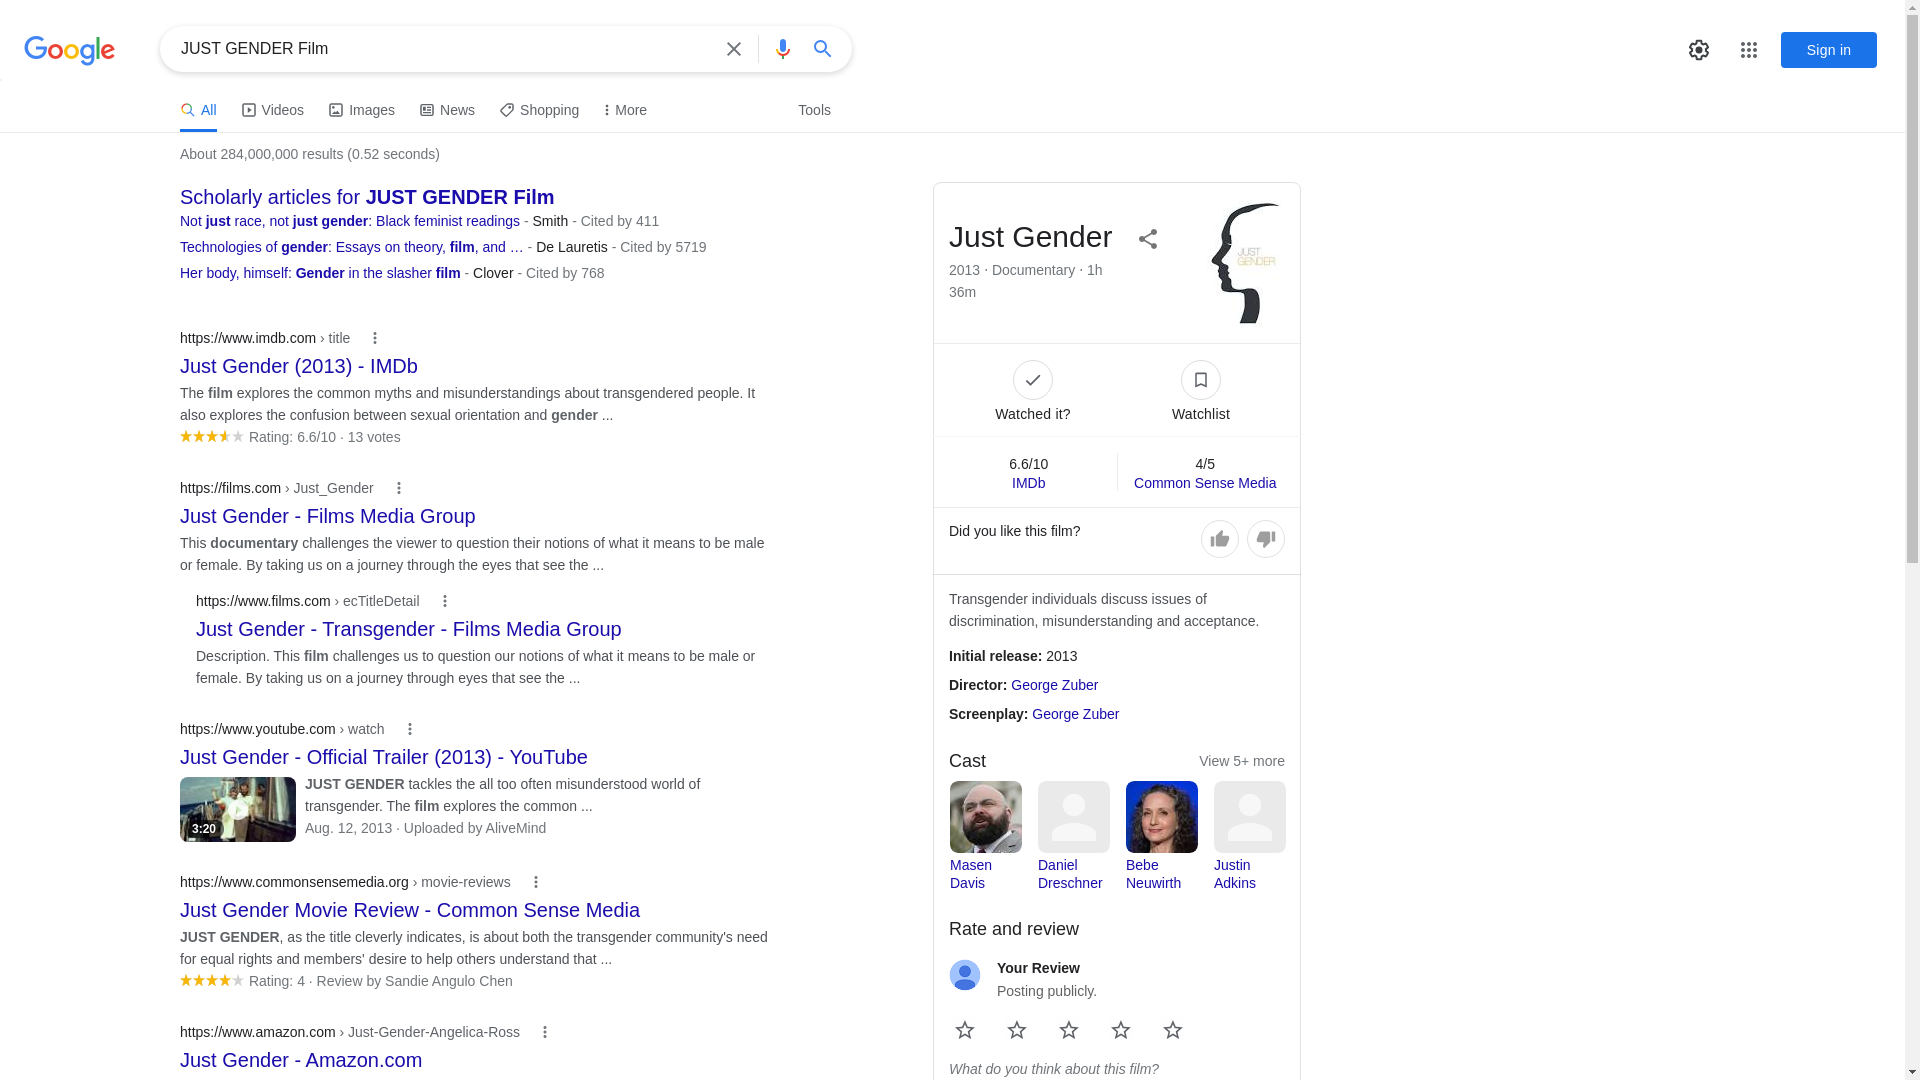 Google
JUST GENDER Film
Sign in
All
Videos
Images
News
Shopping
More
Tools
About 284,000,000 results (0.52 seconds)
Scholarly articles for JUST GENDER Film
Not just race, not just gender: Black feminist readings - Smith - Cited by 411
Technologies of gender: Essays on theory, film, and … - De Lauretis - Cited by 5719
Her body, himself: Gender in the slasher film - Clover - Cited by 768
https://www.imdb.com › title
Just Gender (2013) - IMDb
The film explores the common myths and misunderstandings about transgendered people. It
also explores the confusion between sexual orientation and gender ...
Rating: 6.6/10 · 13 votes
https://films.com › Just_Gender
Just Gender - Films Media Group
This documentary challenges the viewer to question their notions of what it means to be male
or female. By taking us on a journey through the eyes that see the ...
https://www.films.com › ecTitleDetail
Just Gender - Transgender - Films Media Group
Description. This film challenges us to question our notions of what it means to be male or
female. By taking us on a journey through eyes that see the ...
https://www.youtube.com › watch
Just Gender - Official Trailer (2013) - YouTube
3:20
JUST GENDER tackles the all too often misunderstood world of
transgender. The film explores the common ...
Aug. 12, 2013 · Uploaded by AliveMind
https://www.commonsensemedia.org › movie-reviews
Just Gender Movie Review - Common Sense Media
JUST GENDER, as the title cleverly indicates, is about both the transgender community's need
for equal rights and members' desire to help others understand that ...
Rating: 4 · Review by Sandie Angulo Chen
https://www.amazon.com › Just-Gender-Angelica-Ross
Just Gender - Amazon.com
Just Gender
2013 · Documentary · 1h
36m
JUST
GENDER
Watched it?
Watchlist
6.6/10
IMDb
4/5
Common Sense Media
Did you like this film?
Transgender individuals discuss issues of
discrimination, misunderstanding and acceptance.
Initial release: 2013
Director: George Zuber
Screenplay: George Zuber
Cast
View 5+ more
Masen
Davis
Daniel
Dreschner
Bebe
Neuwirth
Justin
Adkins
Rate and review
Your Review
Posting publicly.
What do you think about this film?